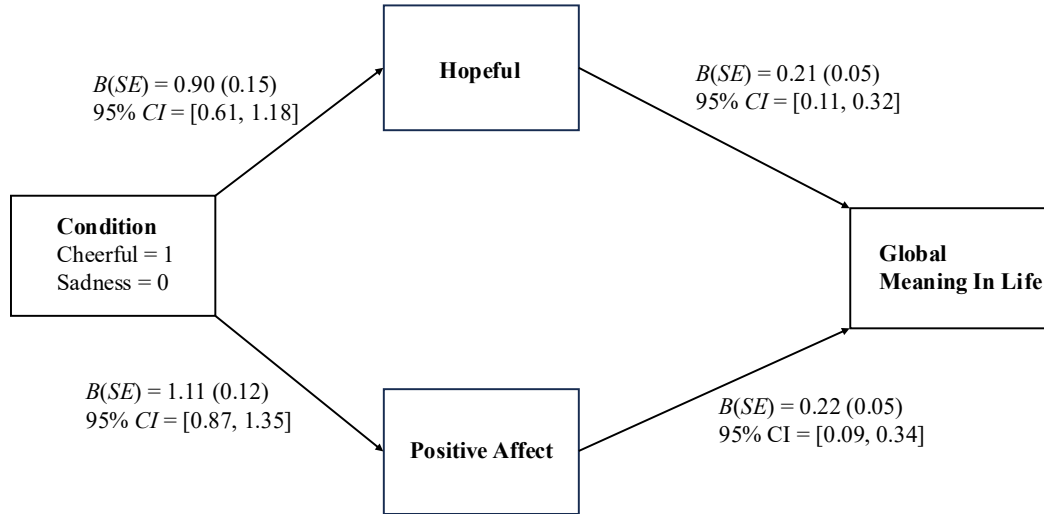 Hopeful
B(SE) = 0.90 (0.15)
95% CI = [0.61, 1.18]
B(SE) = 0.21 (0.05)
95% CI = [0.11, 0.32]
Condition
Cheerful = 1
Sadness = 0
Global
Meaning In Life
B(SE) = 1.11 (0.12)
95% CI = [0.87, 1.35]
Positive Affect
B(SE) = 0.22 (0.05)
95% CI = [0.09, 0.34]